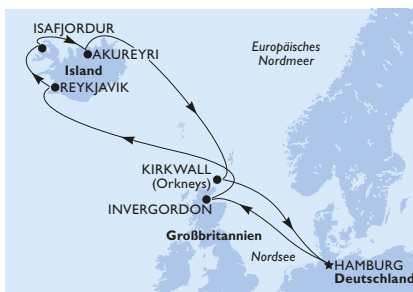 ISAFJORDUR
AKUREYRI
Europäisches
Nordmeer
Island
REYKJAVIK
KIRKWALL
(Orkneys)
INVERGORDON
Großbritannien
Nordsee
HAMBURG
Deutschland